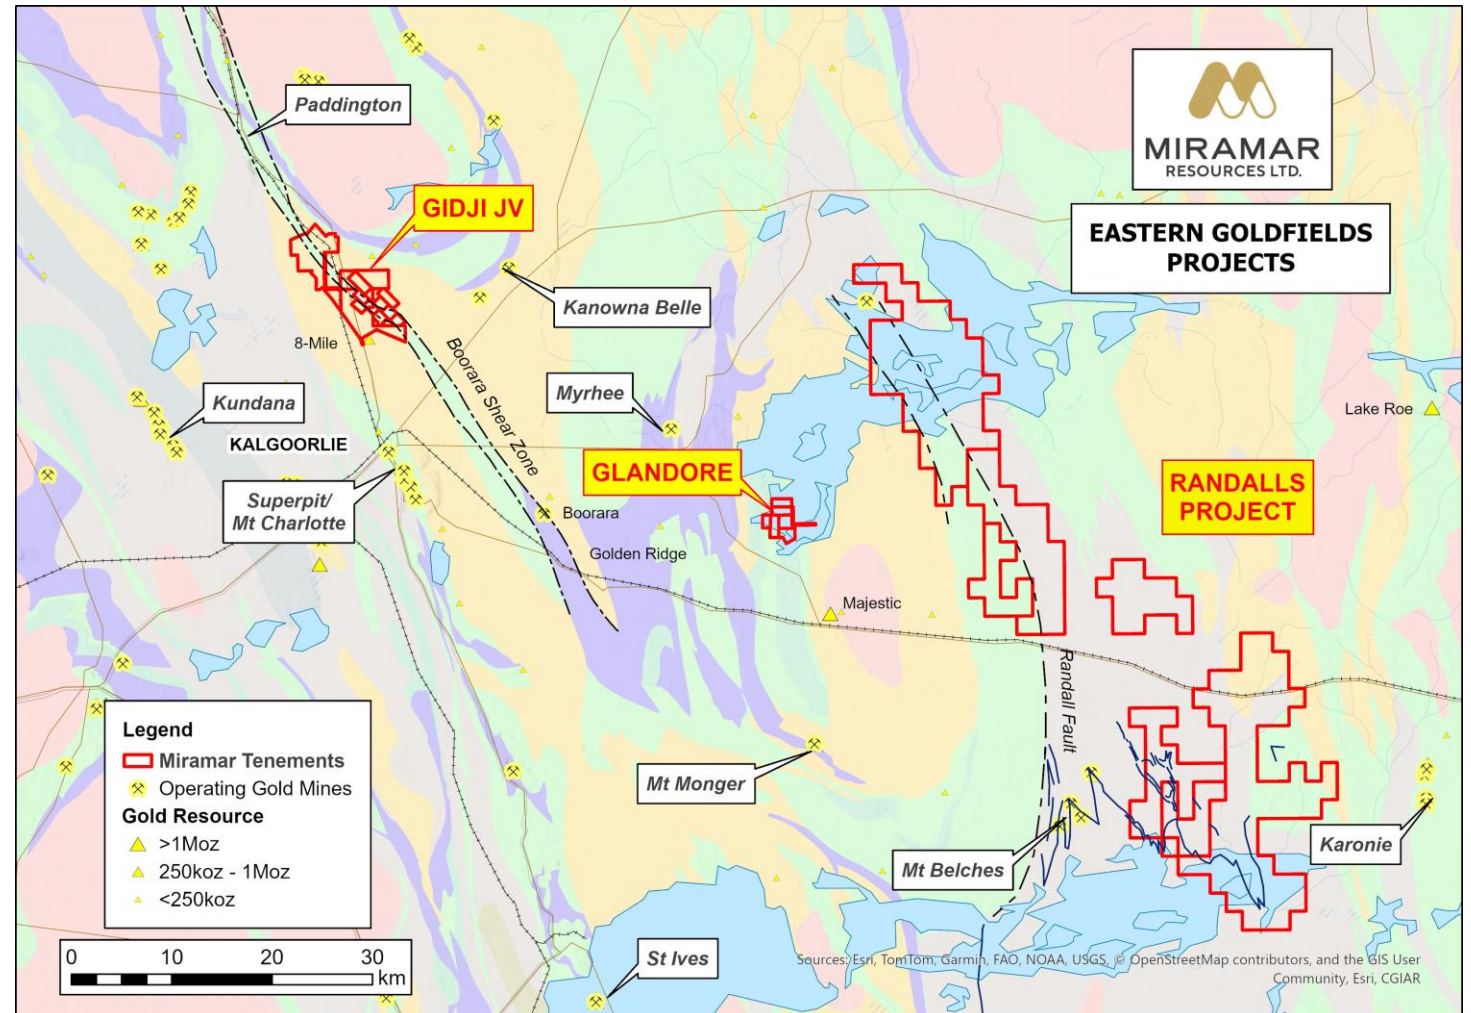 Paddington
MIRAMAR
RESOURCES LTD.
GIDJI JV
EASTERN GOLDFIELDS
PROJECTS
Kanowna Belle
8-Mile
Boorara Shear Zone
Myrhee
Kundana
Lake Roe
KALGOORLIE
GLANDORE
RANDALLS
PROJECT
Superpit/
Mt Charlotte
Boorara
Golden Ridge
Majestic
Randall Fault
Legend
Miramar Tenements
Operating Gold Mines
Gold Resource
>1Moz
250koz - 1Moz
<250koz
Mt Monger
Karonie
Mt Belches
St Ives
0 10 20 30
km
Sources: Esri, TomTom, Garmin, FAO, NOAA, USGS, © OpenStreetMap contributors, and the GIS User
Community, Esri, CGIAR